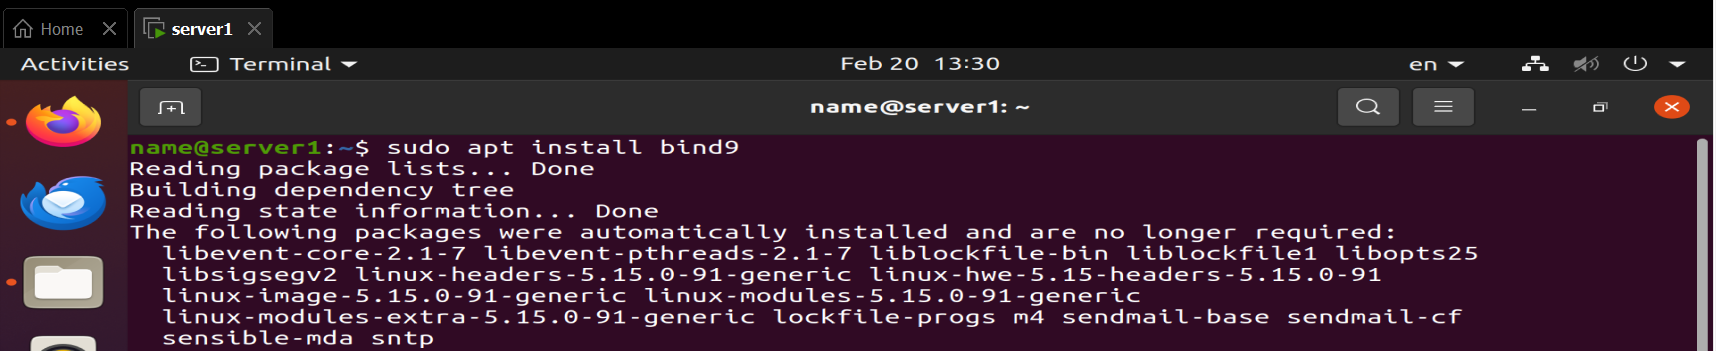 Home
server1
Activities Terminal Feb 20 13:30 en
name@server1: ~
name@server1:~$ sudo apt install bind9
Reading package lists... Done
Building dependency tree
Reading state information... Done
The following packages were automatically installed and are no longer required:
libevent-core-2.1-7 libevent-pthreads-2.1-7 liblockfile-bin liblockfile1 libopts25
libsigsegv2 linux-headers-5.15.0-91-generic linux-hwe-5.15-headers-5.15.0-91
linux-image-5.15.0-91-generic linux-modules-5.15.0-91-generic
linux-modules-extra-5.15.0-91-generic lockfile-progs m4 sendmail-base sendmail-cf
sensible-mda sntp